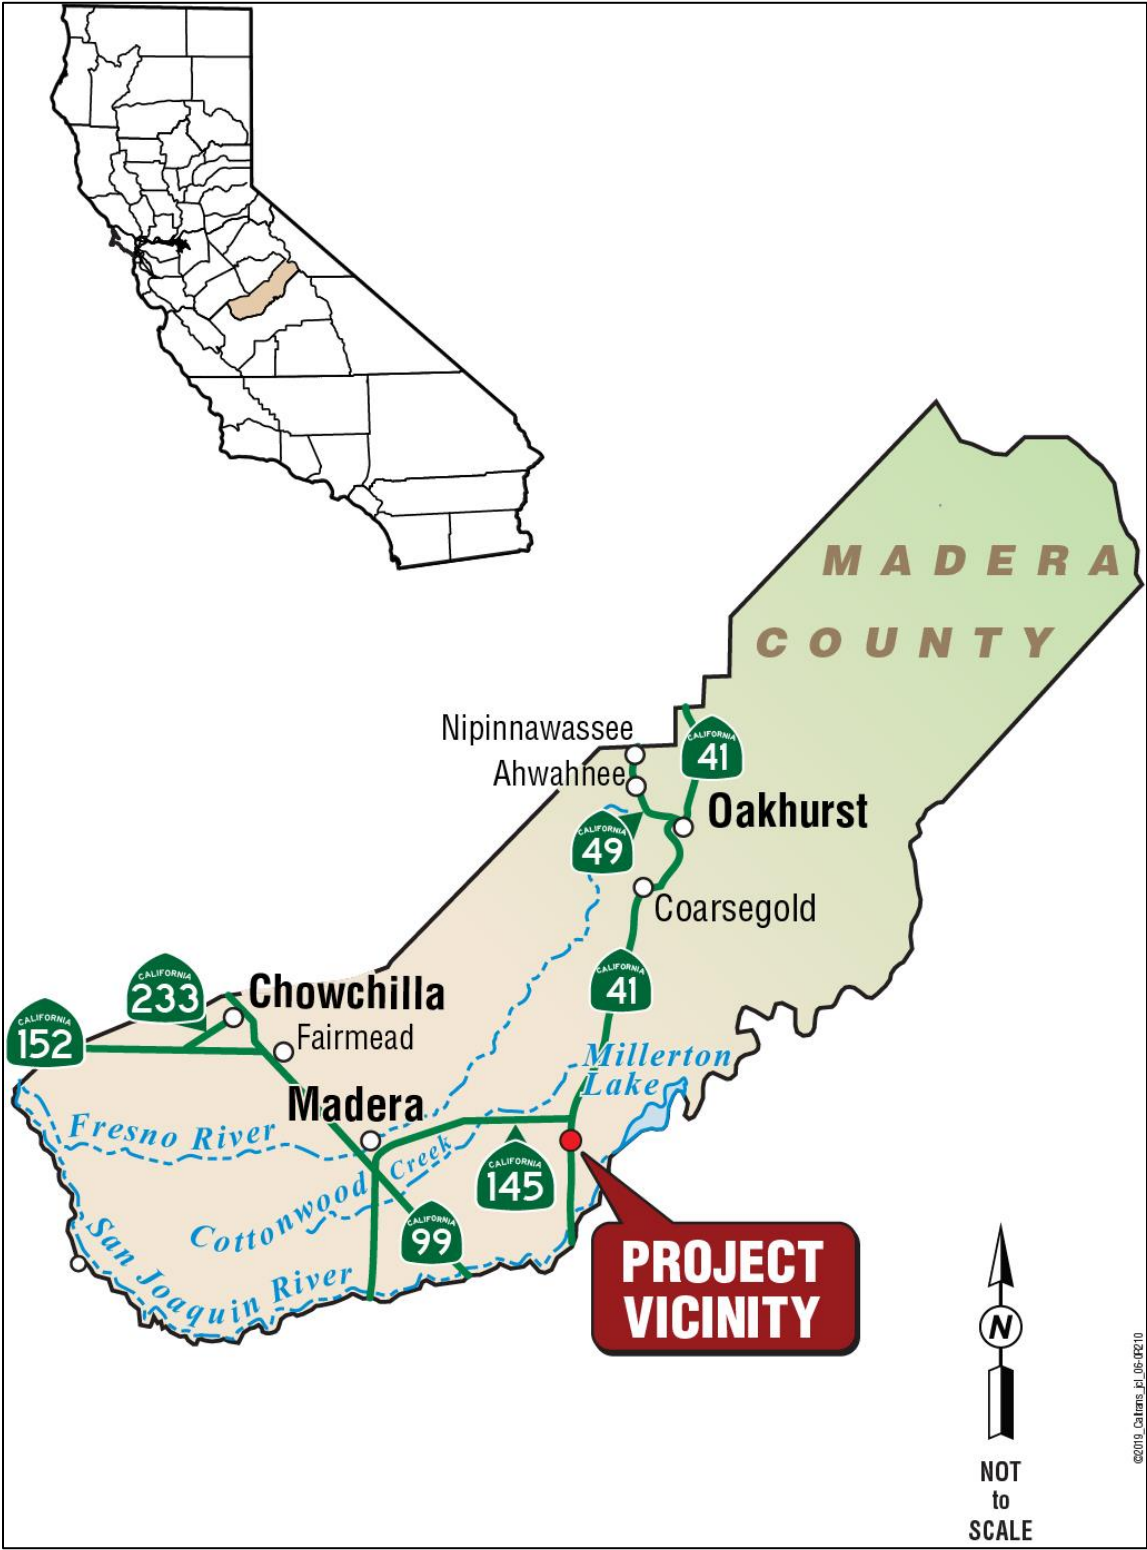 MADERA
COUNTY
Nipinnawassee
CALIFORNIA
41
Ahwahnee
Oakhurst
CALIFORNIA
49
Coarsegold
CALIFORNIA
233
Chowchilla
CALIFORNIA
41
CALIFORNIA
152
Fairmead
Millerton
Lake
Madera
Fresno River
Cottonwood Creek
CALIFORNIA
145
CALIFORNIA
99
San Joaquin River
PROJECT
VICINITY
N
NOT
to
SCALE
©2019_Caltrans_jcl_06-0R210